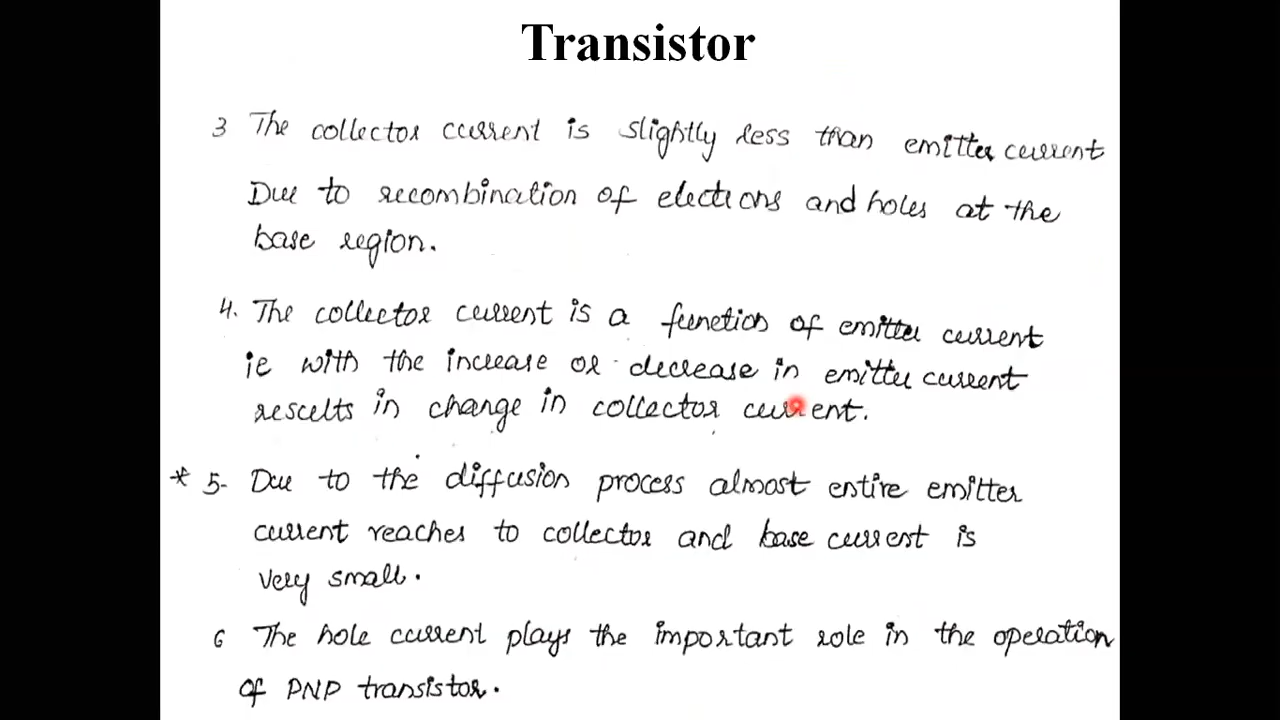 Transistor
3 The collector current is slightly less than emitter current
Due to recombination of electrons and holes at the
base region.
4. The collector current is a function of emitter current
ie with the increase or decrease in emitter current
results in change in collector current.
* 5- Due to the diffusion process almost entire emitter
current reaches to collector and base current is
very small.
6 The hole current plays the important role in the operation
of PNP transistor.